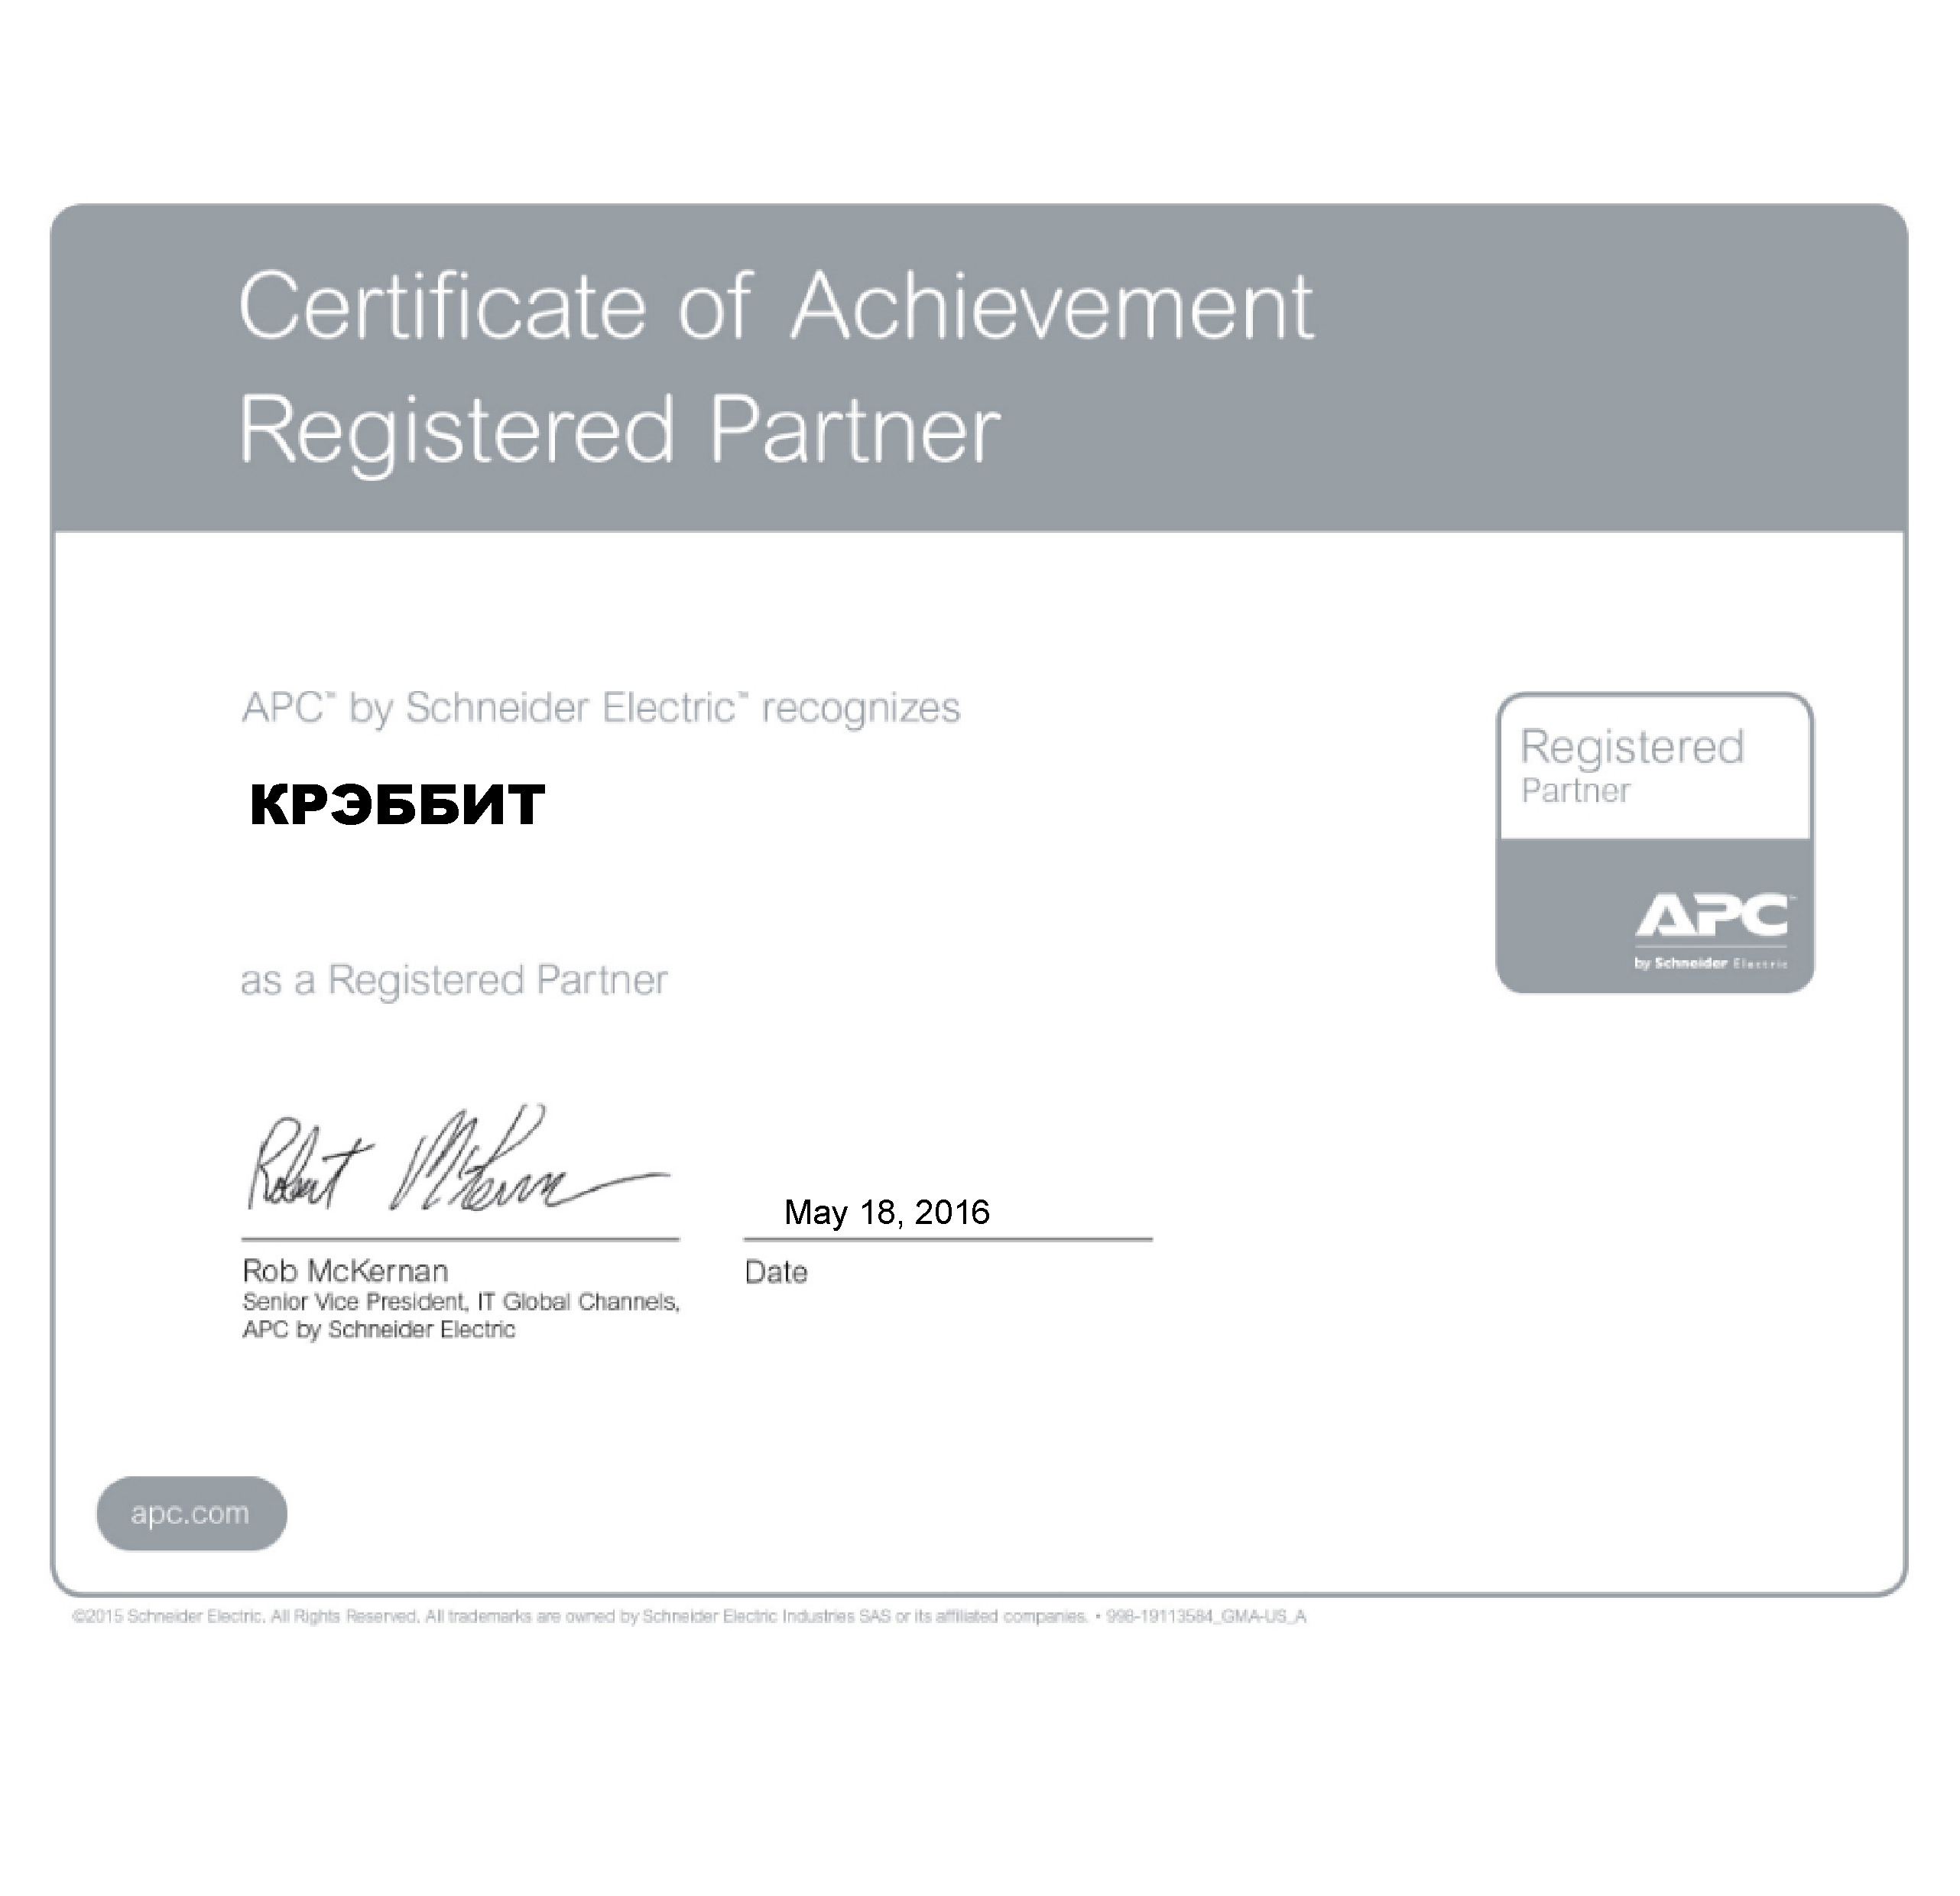 Certificate of Achievement
Registered Partner
APC™ by Schneider Electric™ recognizes
КРЭББИТ
Registered
Partner
APC™
by Schneider Electric
as a Registered Partner
Robert McKernan
May 18, 2016
Rob McKernan
Date
Senior Vice President, IT Global Channels,
APC by Schneider Electric
apc.com
©2015 Schneider Electric. All Rights Reserved. All trademarks are owned by Schneider Electric Industries SAS or its affiliated companies. • 998-19113584_GMA-US_A